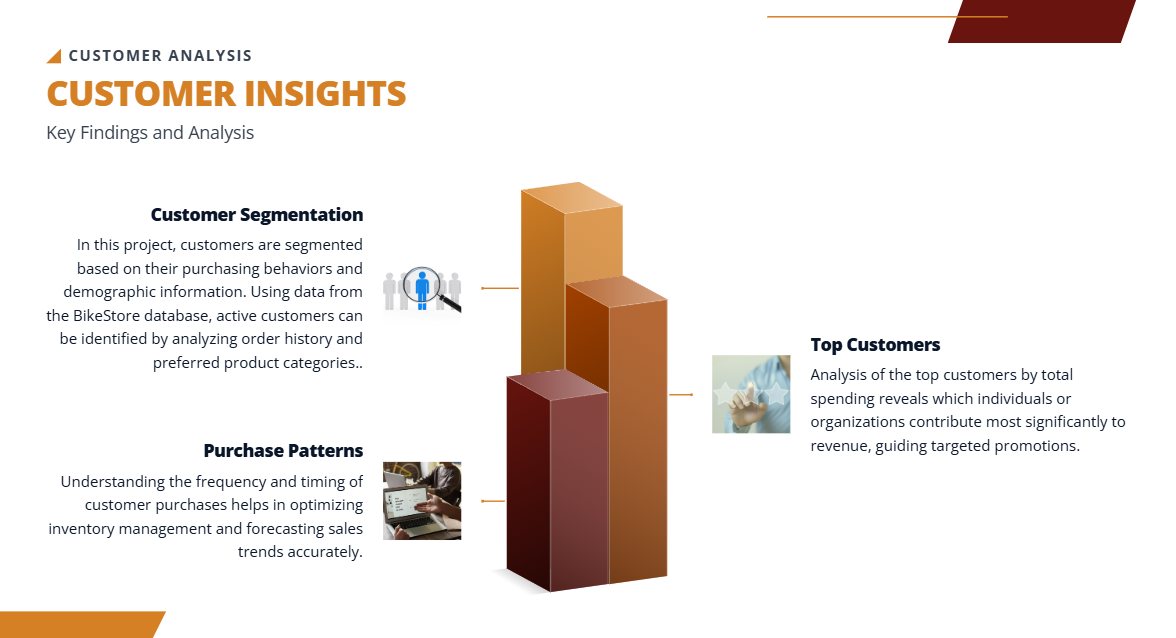 CUSTOMER ANALYSIS
CUSTOMER INSIGHTS
Key Findings and Analysis
Customer Segmentation
In this project, customers are segmented
based on their purchasing behaviors and
demographic information. Using data from
the BikeStore database, active customers can
be identified by analyzing order history and
preferred product categories..
Purchase Patterns
Understanding the frequency and timing of
customer purchases helps in optimizing
inventory management and forecasting sales
trends accurately.
Top Customers
Analysis of the top customers by total
spending reveals which individuals or
organizations contribute most significantly to
revenue, guiding targeted promotions.